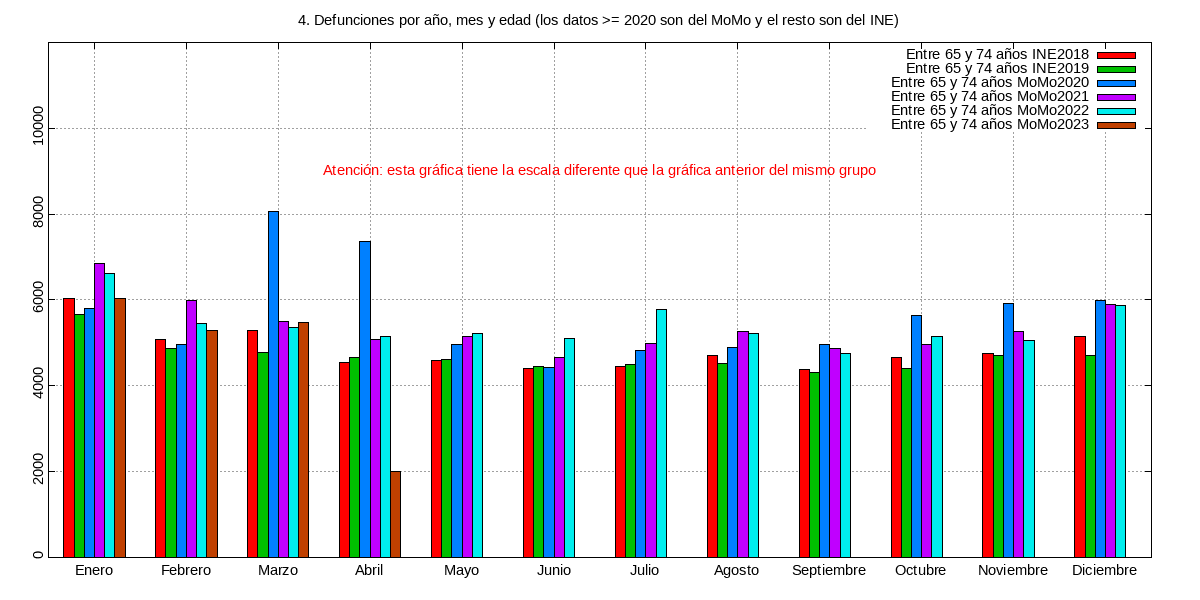 4. Defunciones por año, mes y edad (los datos >= 2020 son del MoMo y el resto son del INE)
Entre 65 y 74 años INE2018
Entre 65 y 74 años INE2019
Entre 65 y 74 años MoMo2020
Entre 65 y 74 años MoMo2021
Entre 65 y 74 años MoMo2022
Entre 65 y 74 años MoMo2023
Atención: esta gráfica tiene la escala diferente que la gráfica anterior del mismo grupo
10000
8000
6000
4000
2000
0
Enero Febrero Marzo Abril Mayo Junio Julio Agosto Septiembre Octubre Noviembre Diciembre